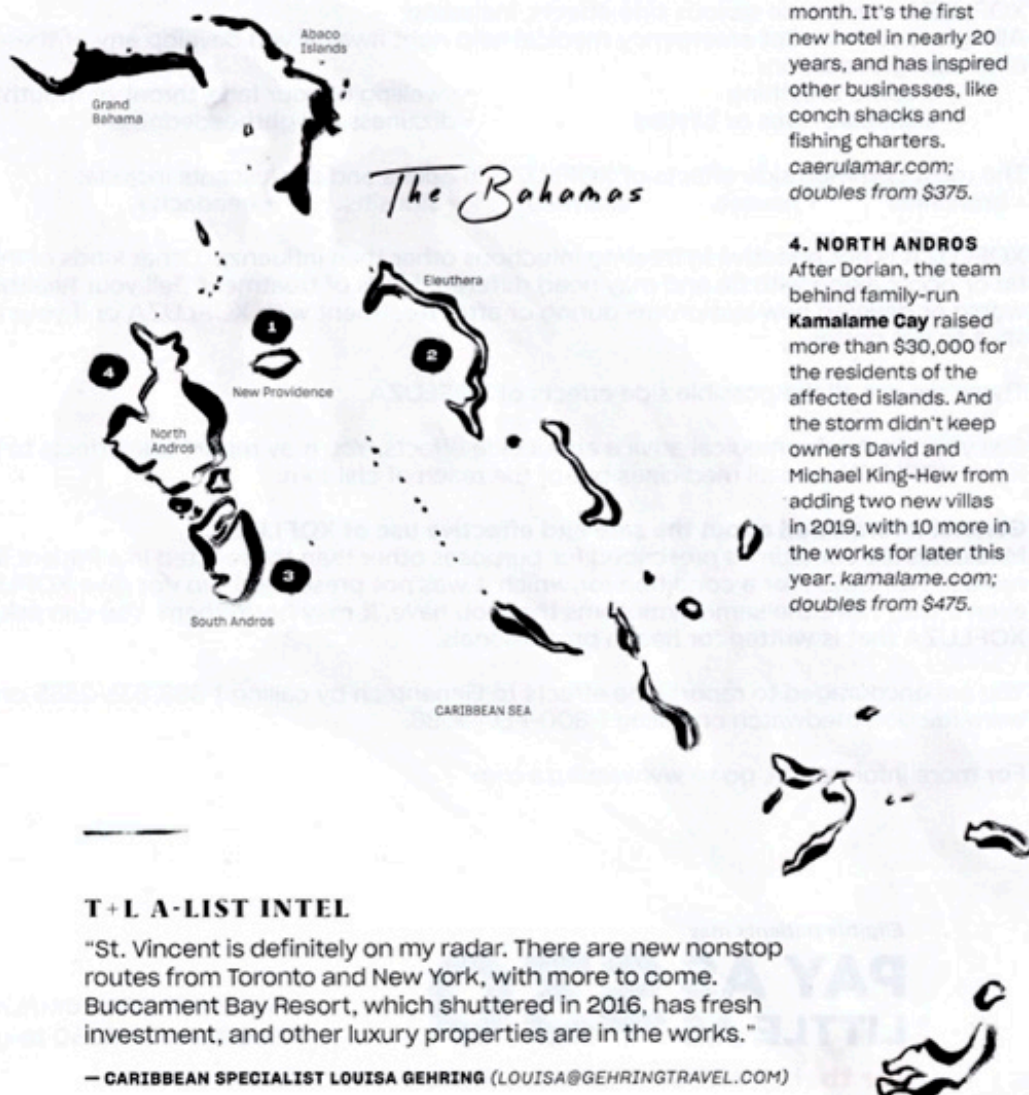 Abaco
Islands
Grand
Bahama
The Bahamas
Eleuthera
1
2
4
New Providence
North
Andros
3
South Andros
CARIBBEAN SEA
month. It's the first
new hotel in nearly 20
years, and has inspired
other businesses, like
conch shacks and
fishing charters.
caerulamar.com;
doubles from $375.
4. NORTH ANDROS
After Dorian, the team
behind family-run
Kamalame Cay raised
more than $30,000 for
the residents of the
affected islands. And
the storm didn't keep
owners David and
Michael King-Hew from
adding two new villas
in 2019, with 10 more in
the works for later this
year. kamalame.com;
doubles from $475.
T+L A-LIST INTEL
"St. Vincent is definitely on my radar. There are new nonstop
routes from Toronto and New York, with more to come.
Buccament Bay Resort, which shuttered in 2016, has fresh
investment, and other luxury properties are in the works."
— CARIBBEAN SPECIALIST LOUISA GEHRING (LOUISA@GEHRINGTRAVEL.COM)